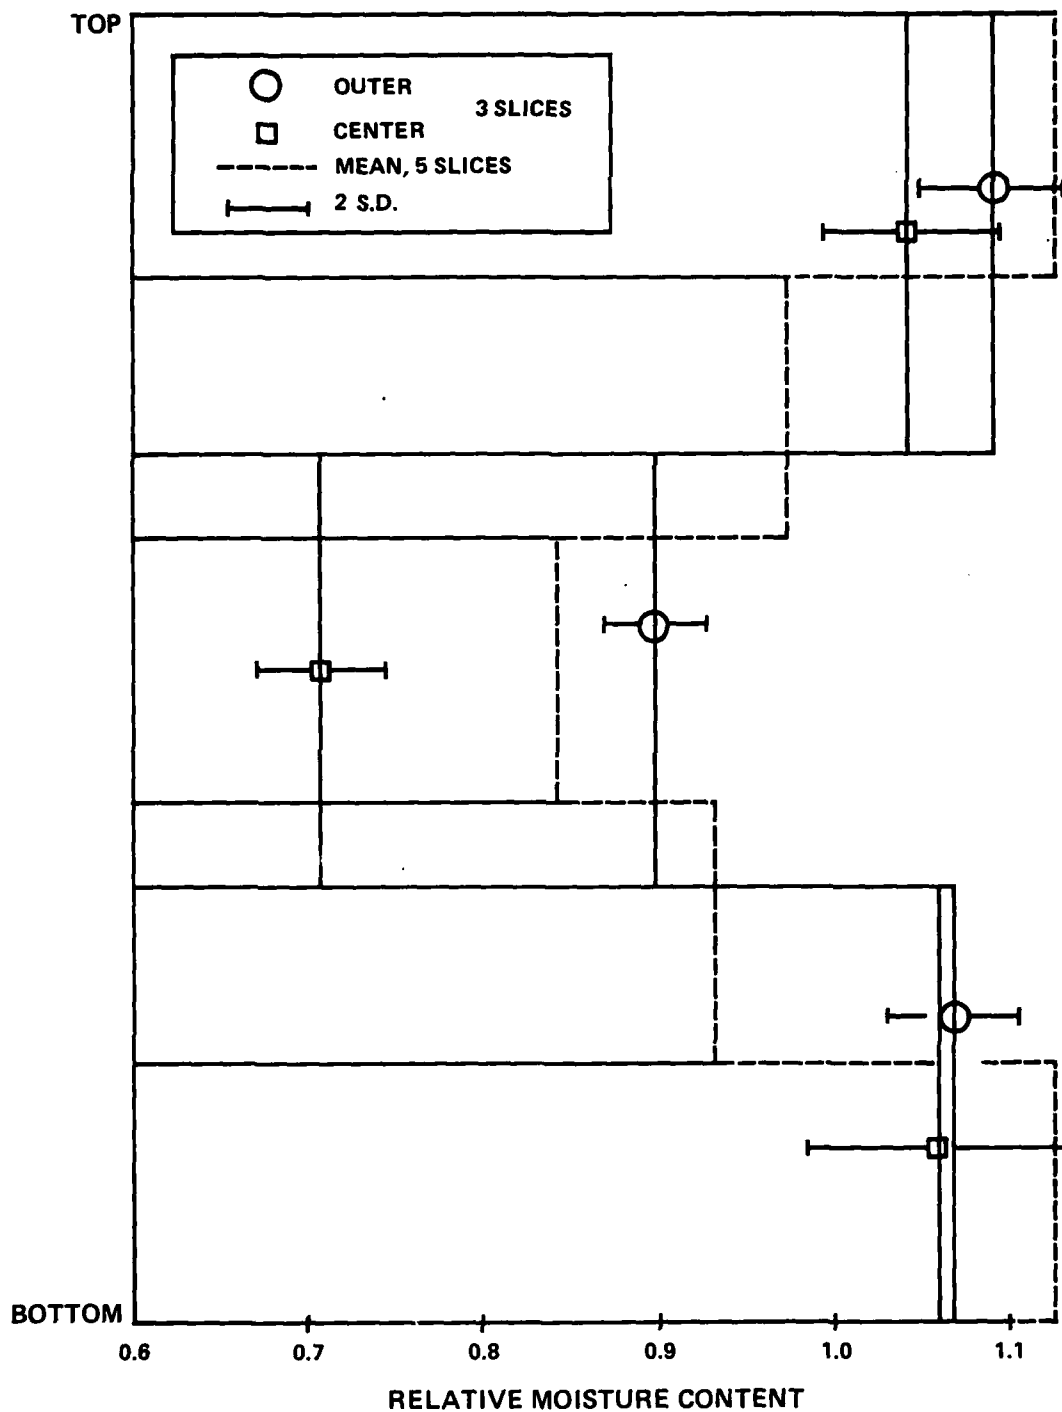 TOP
OUTER
3 SLICES
CENTER
MEAN, 5 SLICES
2 S.D.
BOTTOM
0.6 0.7 0.8 0.9 1.0 1.1
RELATIVE MOISTURE CONTENT